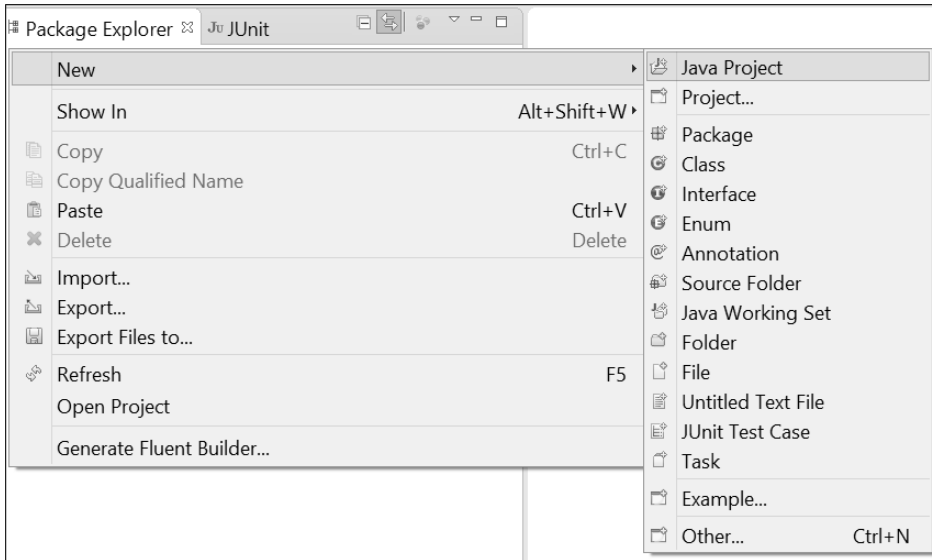 Package Explorer JUnit
New
Show In Alt+Shift+W
Copy Ctrl+C
Copy Qualified Name
Paste Ctrl+V
Delete Delete
Import...
Export...
Export Files to...
Refresh F5
Open Project
Generate Fluent Builder...
Java Project
Project...
Package
Class
Interface
Enum
Annotation
Source Folder
Java Working Set
Folder
File
Untitled Text File
JUnit Test Case
Task
Example...
Other... Ctrl+N